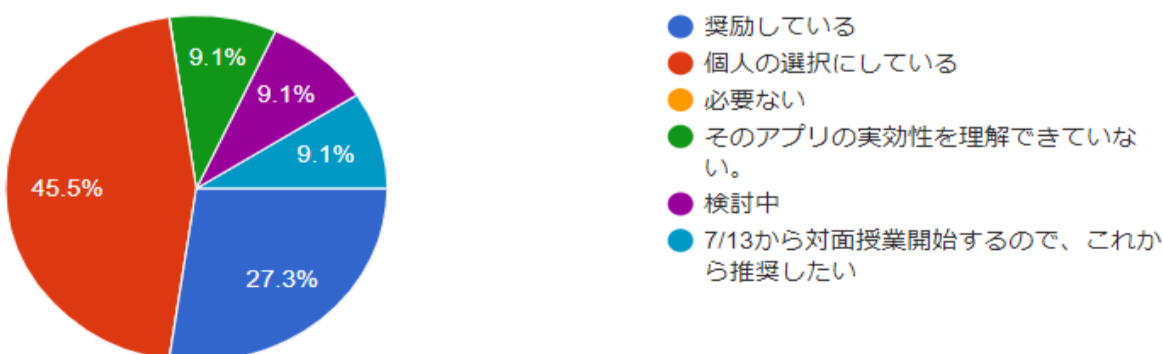 9.1%
9.1%
9.1%
45.5%
27.3%
奨励している
個人の選択にしている
必要ない
そのアプリの実効性を理解できていな
い。
検討中
7/13から対面授業開始するので、これか
ら推奨したい